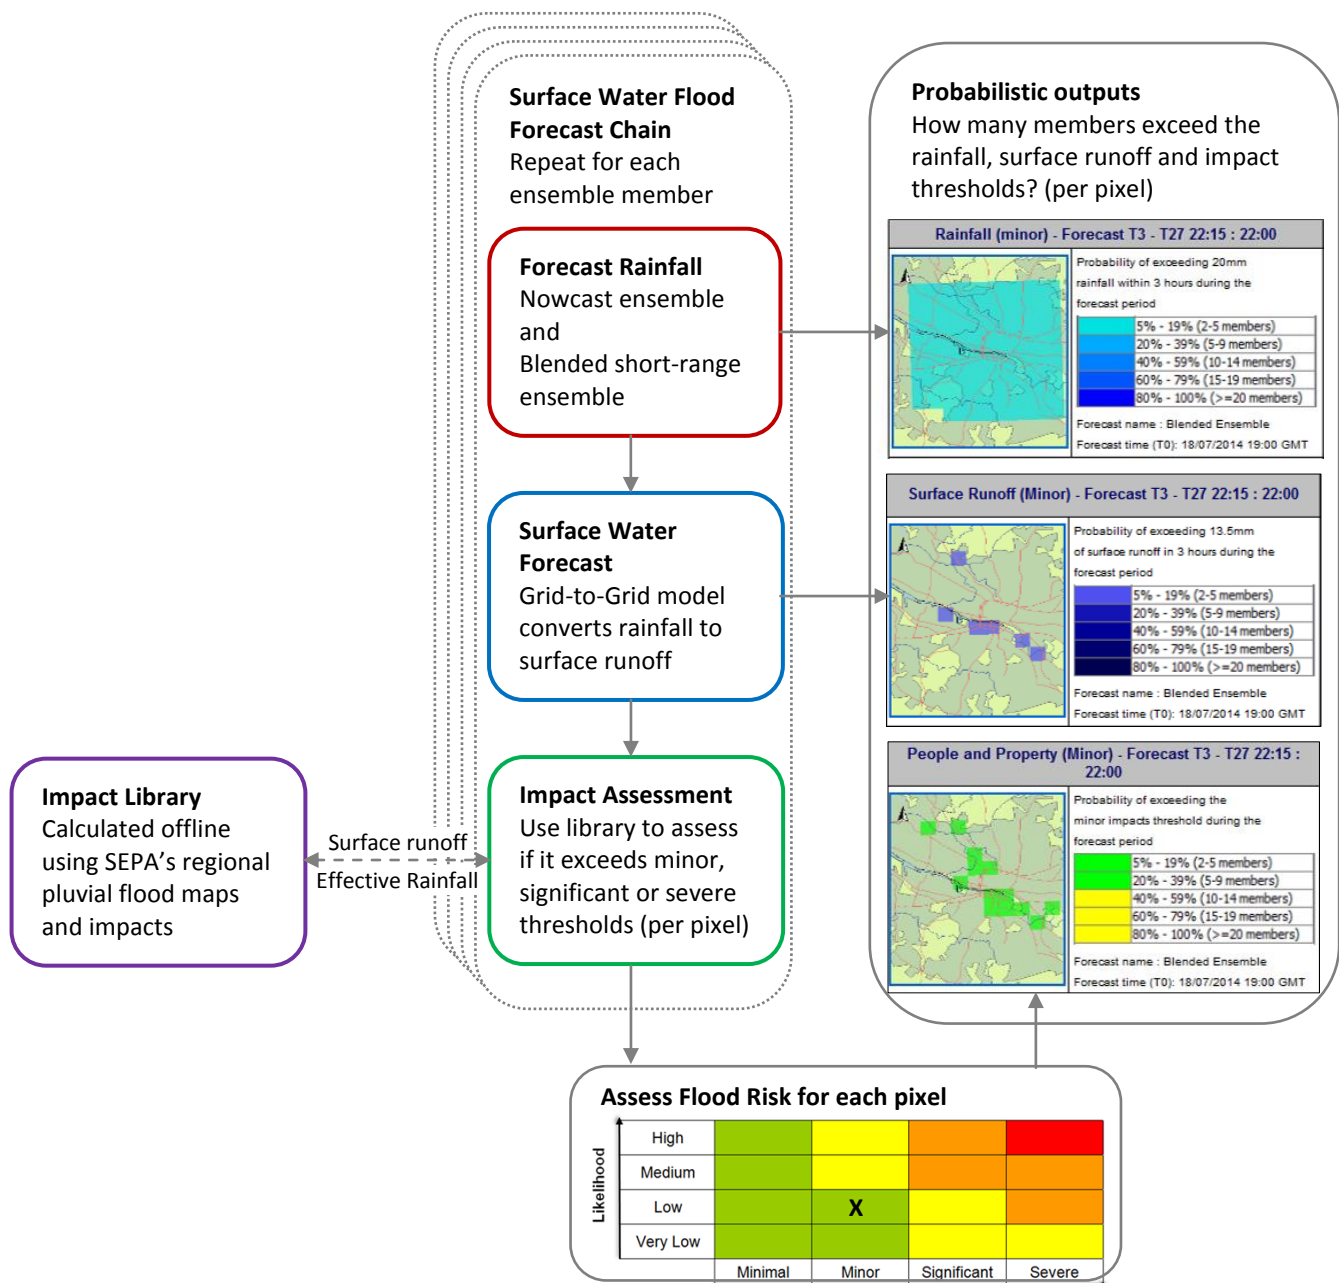 Surface Water Flood
Forecast Chain
Repeat for each
ensemble member
Forecast Rainfall
Nowcast ensemble
and
Blended short-range
ensemble
Surface Water
Forecast
Grid-to-Grid model
converts rainfall to
surface runoff
Impact Library
Calculated offline
using SEPA's regional
pluvial flood maps
and impacts
Surface runoff
Effective Rainfall
Impact Assessment
Use library to assess
if it exceeds minor,
significant or severe
thresholds (per pixel)
Probabilistic outputs
How many members exceed the
rainfall, surface runoff and impact
thresholds? (per pixel)
Rainfall (minor) - Forecast T3 - T27 22:15 : 22:00
Probability of exceeding 20mm
rainfall within 3 hours during the
forecast period
5% - 19% (2-5 members)
20% - 39% (5-9 members)
40% - 59% (10-14 members)
60% - 79% (15-19 members)
80% - 100% (>=20 members)
Forecast name : Blended Ensemble
Forecast time (T0): 18/07/2014 19:00 GMT
Surface Runoff (Minor) - Forecast T3 - T27 22:15 : 22:00
Probability of exceeding 13.5mm
of surface runoff in 3 hours during the
forecast period
5% - 19% (2-5 members)
20% - 39% (5-9 members)
40% - 59% (10-14 members)
60% - 79% (15-19 members)
80% - 100% (>=20 members)
Forecast name : Blended Ensemble
Forecast time (T0): 18/07/2014 19:00 GMT
People and Property (Minor) - Forecast T3 - T27 22:15 :
22:00
Probability of exceeding the
minor impacts threshold during the
forecast period
5% - 19% (2-5 members)
20% - 39% (5-9 members)
40% - 59% (10-14 members)
60% - 79% (15-19 members)
80% - 100% (>=20 members)
Forecast name : Blended Ensemble
Forecast time (T0): 18/07/2014 19:00 GMT
Assess Flood Risk for each pixel
Likelihood
High
Medium
Low X
Very Low
Minimal Minor Significant Severe